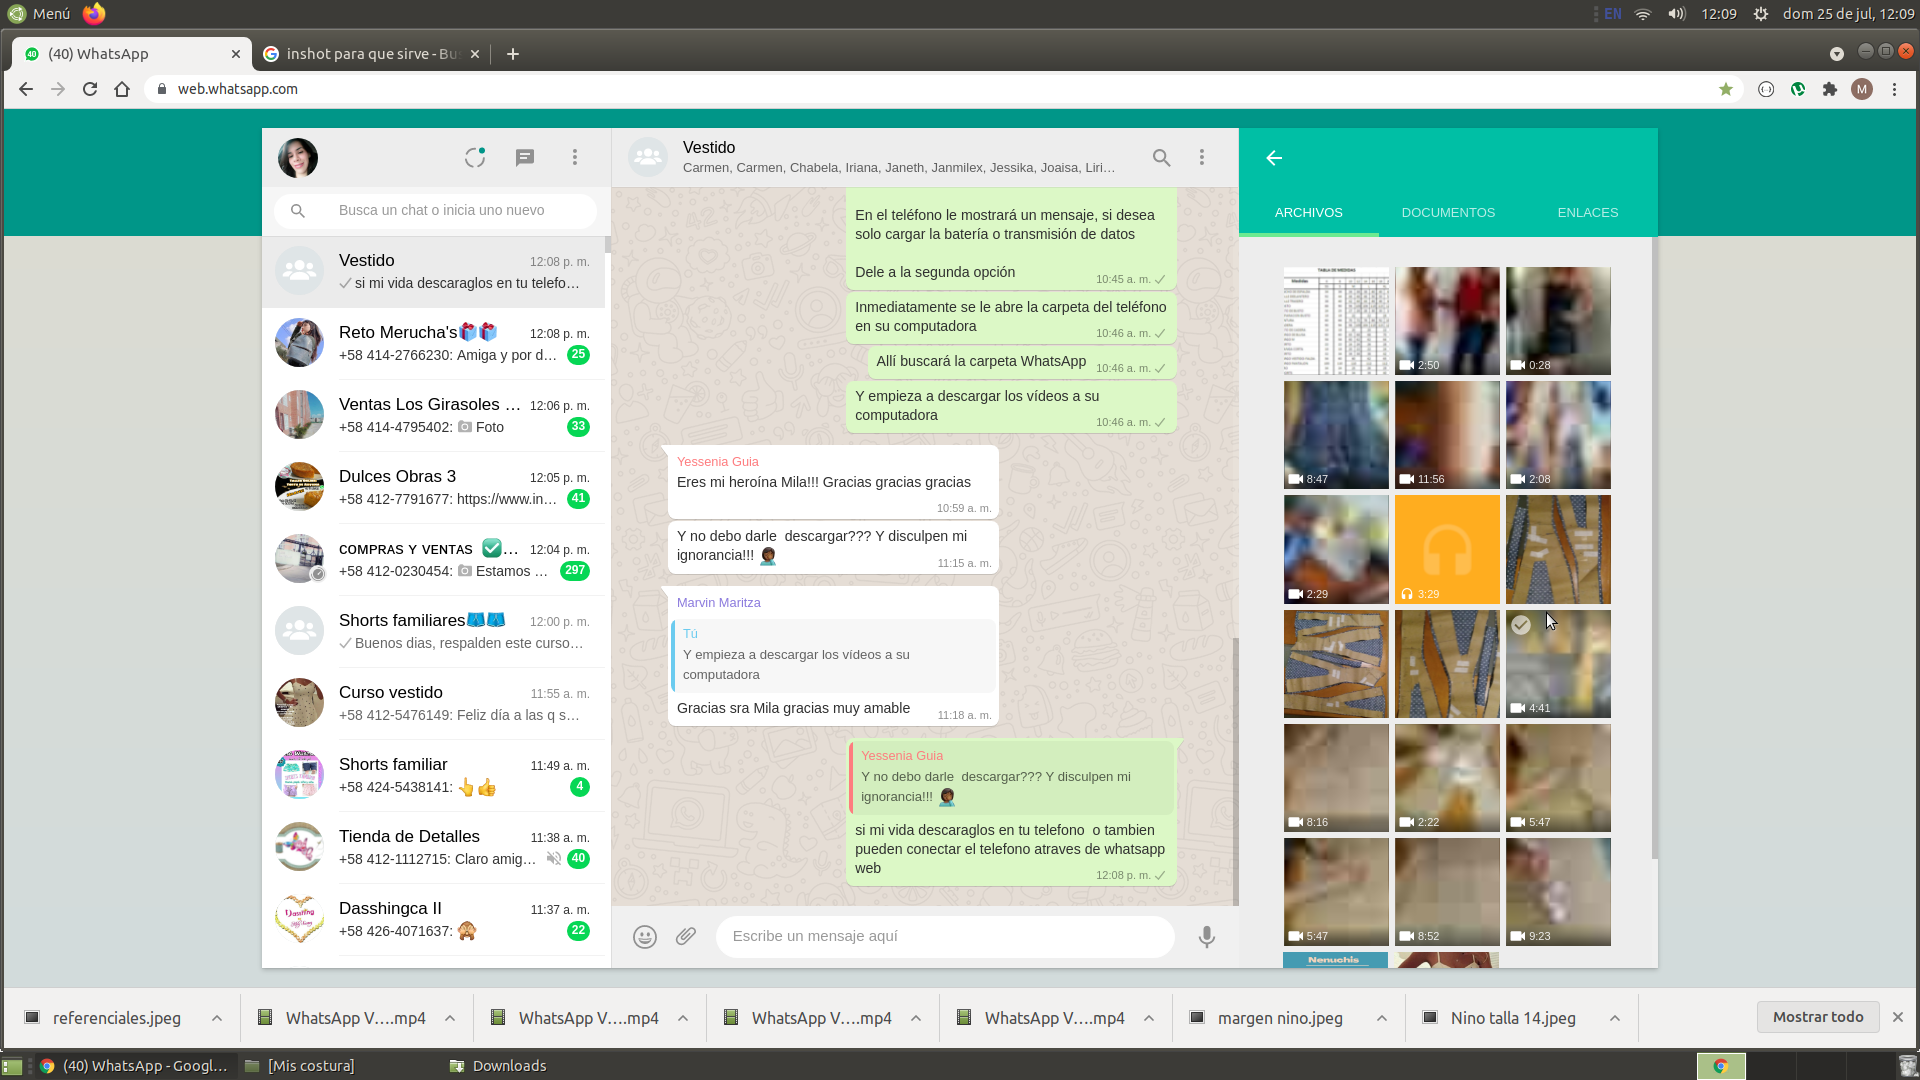 Menú
EN
12:09
dom 25 de jul, 12:09
(40) WhatsApp
inshot para que sirve - Bu
web.whatsapp.com
M
Busca un chat o inicia uno nuevo
Vestido
12:08 p. m.
si mi vida descaraglos en tu telefo…
Reto Merucha's🎁🎁
12:08 p. m.
+58 414-2766230: Amiga y por d…
25
Ventas Los Girasoles …
12:06 p. m.
+58 414-4795402: Foto
33
Dulces Obras 3
12:05 p. m.
+58 412-7791677: https://www.in…
41
ᴄᴏᴍᴘʀᴀs ʏ ᴠᴇɴᴛᴀs ✅…
12:04 p. m.
+58 412-0230454: Estamos …
297
Shorts familiares🩳🩳
12:00 p. m.
Buenos dias, respalden este curso…
Curso vestido
11:55 a. m.
+58 412-5476149: Feliz día a las q s…
Shorts familiar
11:49 a. m.
+58 424-5438141: 👆👍
4
Tienda de Detalles
11:38 a. m.
+58 412-1112715: Claro amig…
40
Dasshingca II
11:37 a. m.
+58 426-4071637: 🙈
22
Vestido
Carmen, Carmen, Chabela, Iriana, Janeth, Janmilex, Jessika, Joaisa, Liri…
En el teléfono le mostrará un mensaje, si desea
solo cargar la batería o transmisión de datos
Dele a la segunda opción
10:45 a. m.
Inmediatamente se le abre la carpeta del teléfono
en su computadora
10:46 a. m.
Allí buscará la carpeta WhatsApp
10:46 a. m.
Y empieza a descargar los vídeos a su
computadora
10:46 a. m.
Yessenia Guia
Eres mi heroína Mila!!! Gracias gracias gracias
10:59 a. m.
Y no debo darle descargar??? Y disculpen mi
ignorancia!!!
11:15 a. m.
Marvin Maritza
Tú
Y empieza a descargar los vídeos a su
computadora
Gracias sra Mila gracias muy amable
11:18 a. m.
Yessenia Guia
Y no debo darle descargar??? Y disculpen mi
ignorancia!!!
si mi vida descaraglos en tu telefono o tambien
pueden conectar el telefono atraves de whatsapp
web
12:08 p. m.
Escribe un mensaje aquí
ARCHIVOS
DOCUMENTOS
ENLACES
TABLA DE MEDIDAS
2:50
0:28
8:47
11:56
2:08
2:29
3:29
4:41
8:16
2:22
5:47
5:47
8:52
9:23
Nenuchis
referenciales.jpeg
WhatsApp V….mp4
WhatsApp V….mp4
WhatsApp V….mp4
WhatsApp V….mp4
margen nino.jpeg
Nino talla 14.jpeg
Mostrar todo
(40) WhatsApp - Googl…
[Mis costura]
Downloads